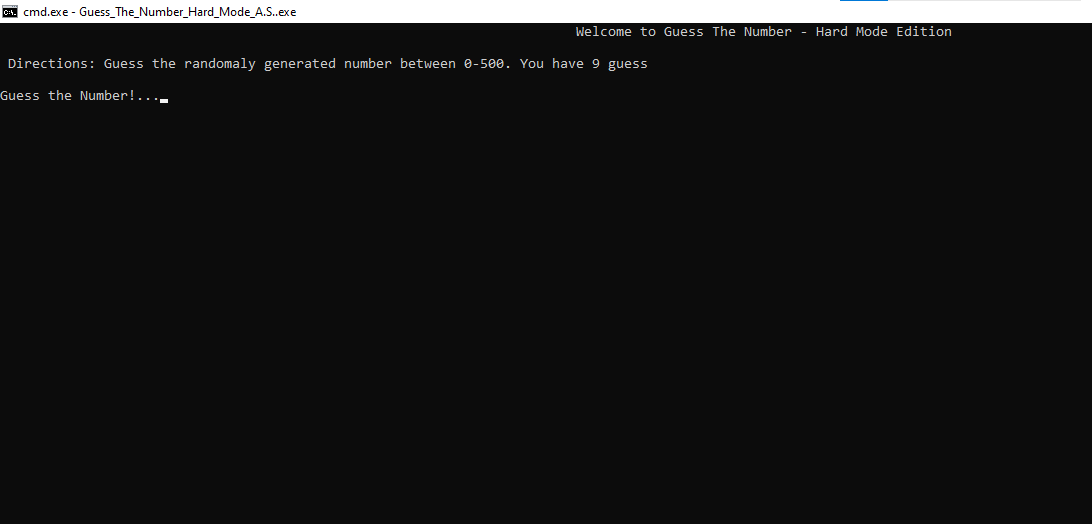 cmd.exe - Guess_The_Number_Hard_Mode_A.S..exe
Welcome to Guess The Number - Hard Mode Edition
Directions: Guess the randomaly generated number between 0-500. You have 9 guess
Guess the Number!...